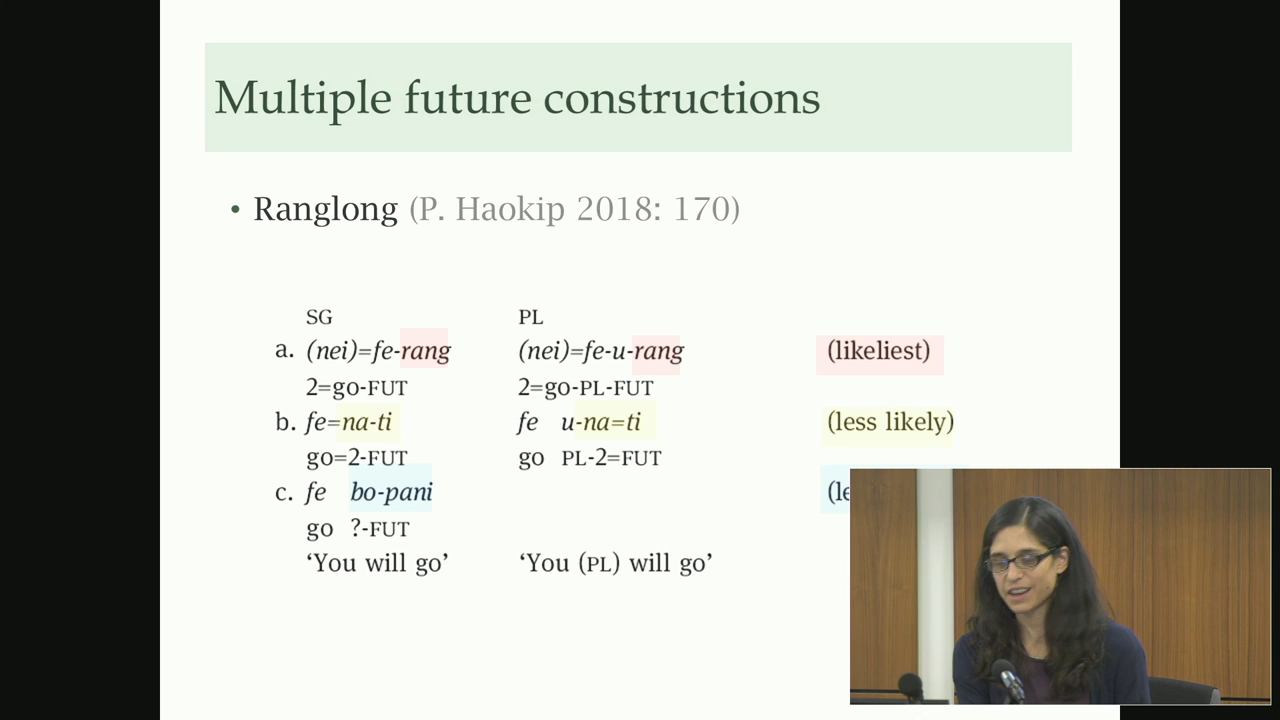 Multiple future constructions
• Ranglong (P. Haokip 2018: 170)
SG PL
a. (nei)=fe-rang (nei)=fe-u-rang (likeliest)
2=go-FUT 2=go-PL-FUT
b. fe=na-ti fe u-na=ti (less likely)
go=2-FUT go PL-2=FUT
c. fe bo-pani
go ?-FUT
‘You will go’ ‘You (PL) will go’